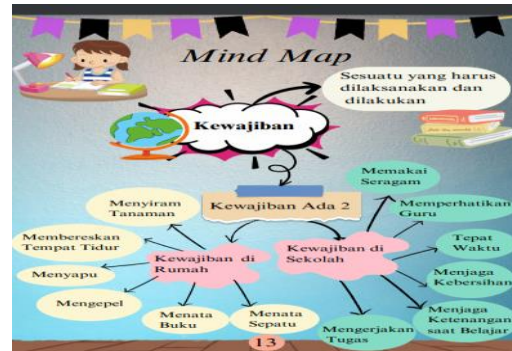 Mind Map
Sesuatu yang harus
dilaksanakan dan
dilakukan
Kewajiban
Kewajiban Ada 2
Kewajiban di
Rumah
Menyiram
Tanaman
Membereskan
Tempat Tidur
Menyapu
Mengepel
Menata
Buku
Menata
Sepatu
Kewajiban di
Sekolah
Memakai
Seragam
Memperhatikan
Guru
Tepat
Waktu
Menjaga
Kebersihan
Menjaga
Ketenangan
saat Belajar
Mengerjakan
Tugas
13